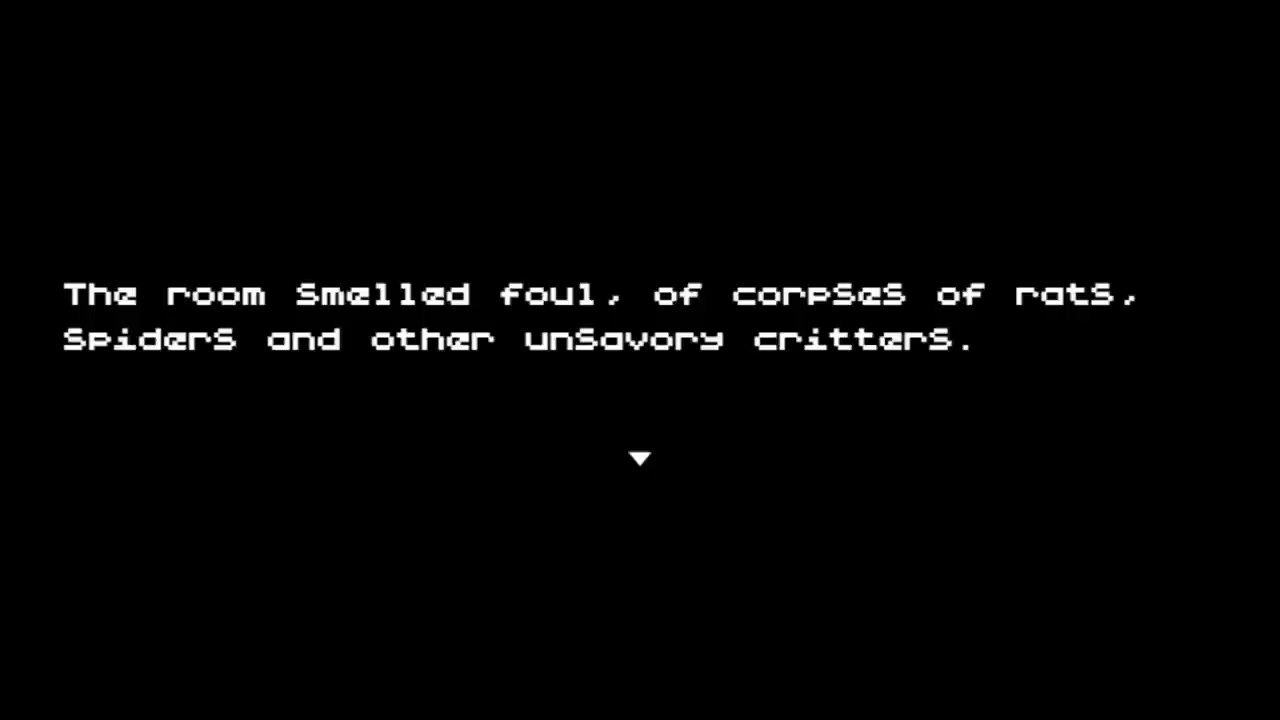 The room smelled foul, of corpses of rats,
spiders and other unsavory critters.